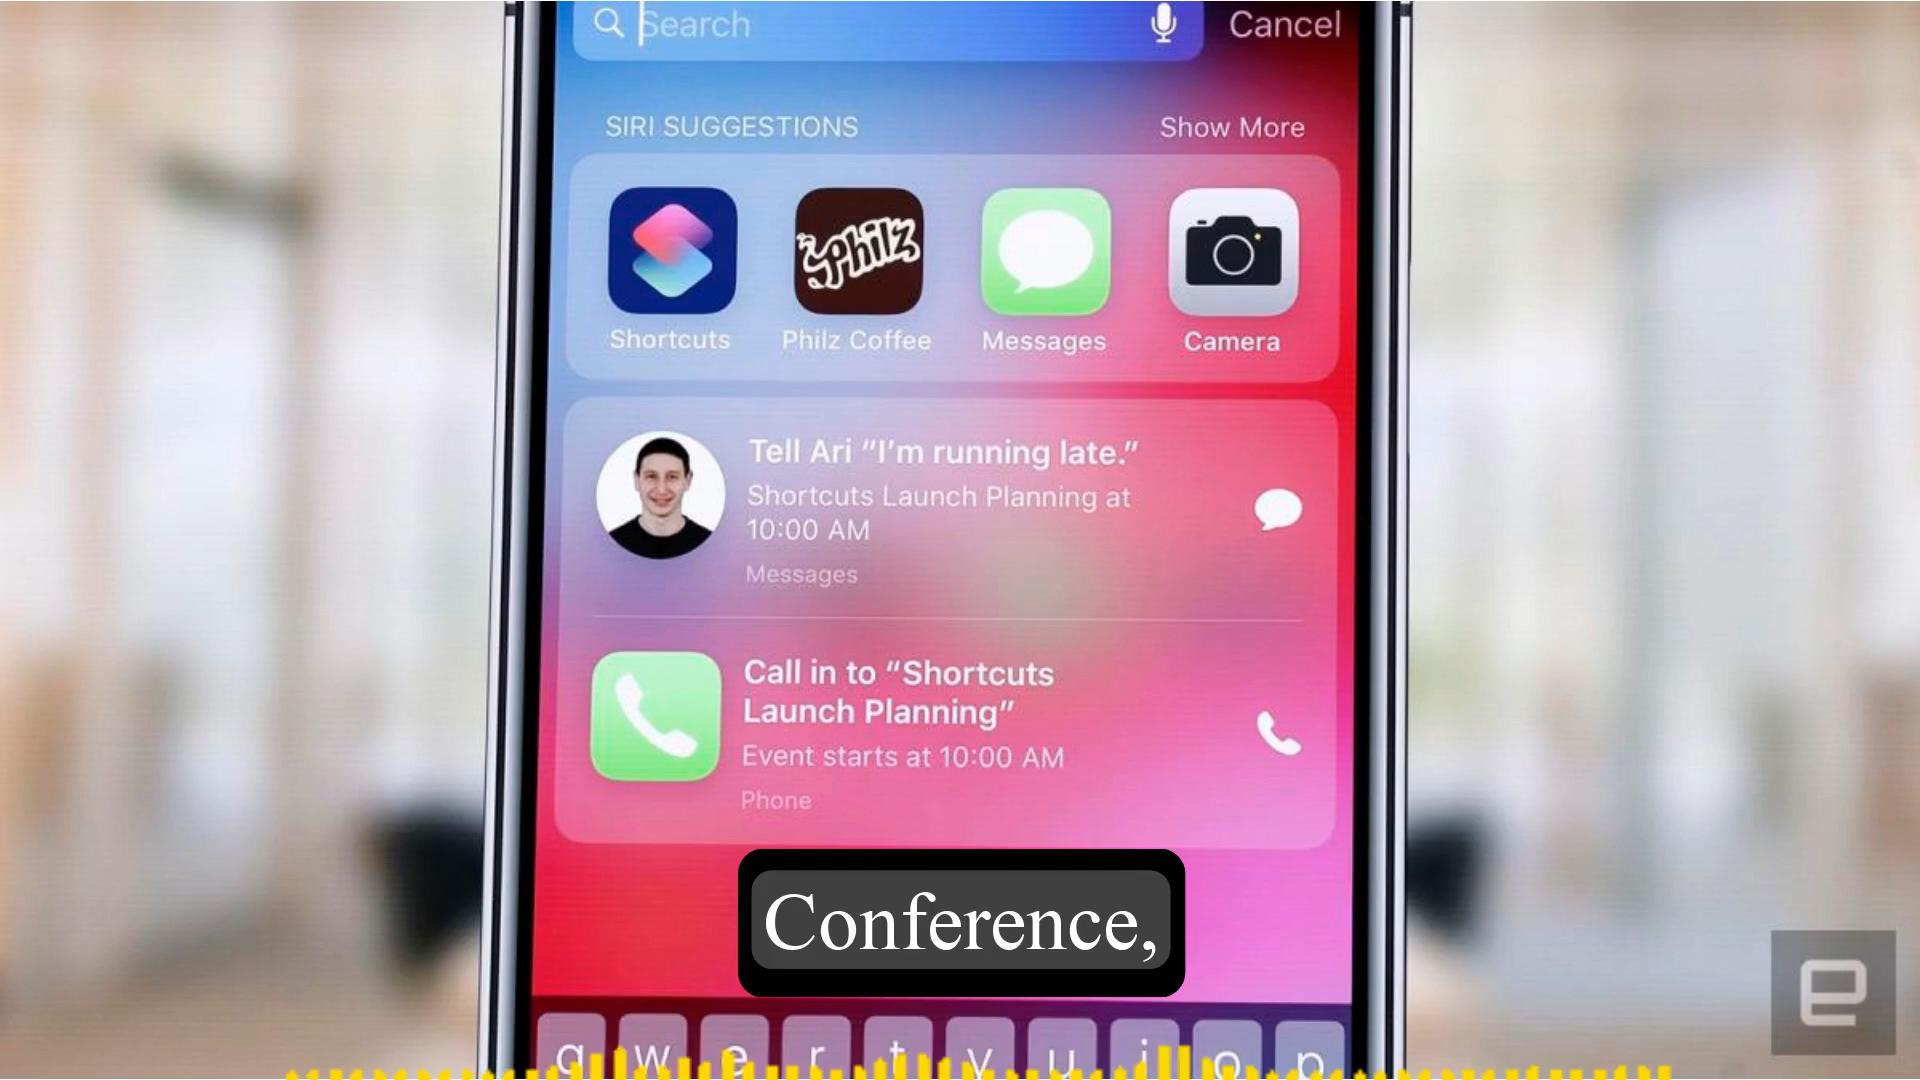 Search
Cancel
SIRI SUGGESTIONS
Show More
Philz
Shortcuts
Philz Coffee
Messages
Camera
Tell Ari “I’m running late.”
Shortcuts Launch Planning at
10:00 AM
Messages
Call in to “Shortcuts
Launch Planning”
Event starts at 10:00 AM
Phone
Conference,
q w e r t y u i o p
e